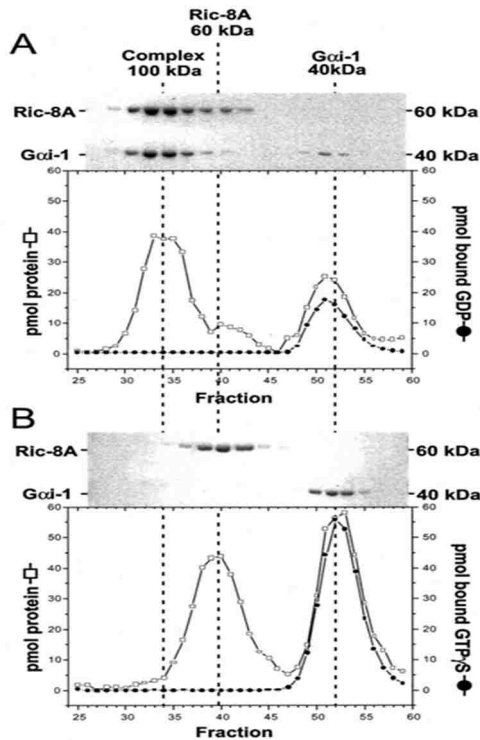 A
Ric-8A
60 kDa
Complex
100 kDa
Gαi-1
40kDa
Ric-8A
60 kDa
Gαi-1
40 kDa
pmol protein
60
50
40
30
20
10
0
60
50
40
30
20
10
0
pmol bound GDP
25 30 35 40 45 50 55 60
Fraction
B
Ric-8A
60 kDa
Gαi-1
40 kDa
pmol protein
60
50
40
30
20
10
0
60
50
40
30
20
10
0
pmol bound GTPγS
25 30 35 40 45 50 55 60
Fraction